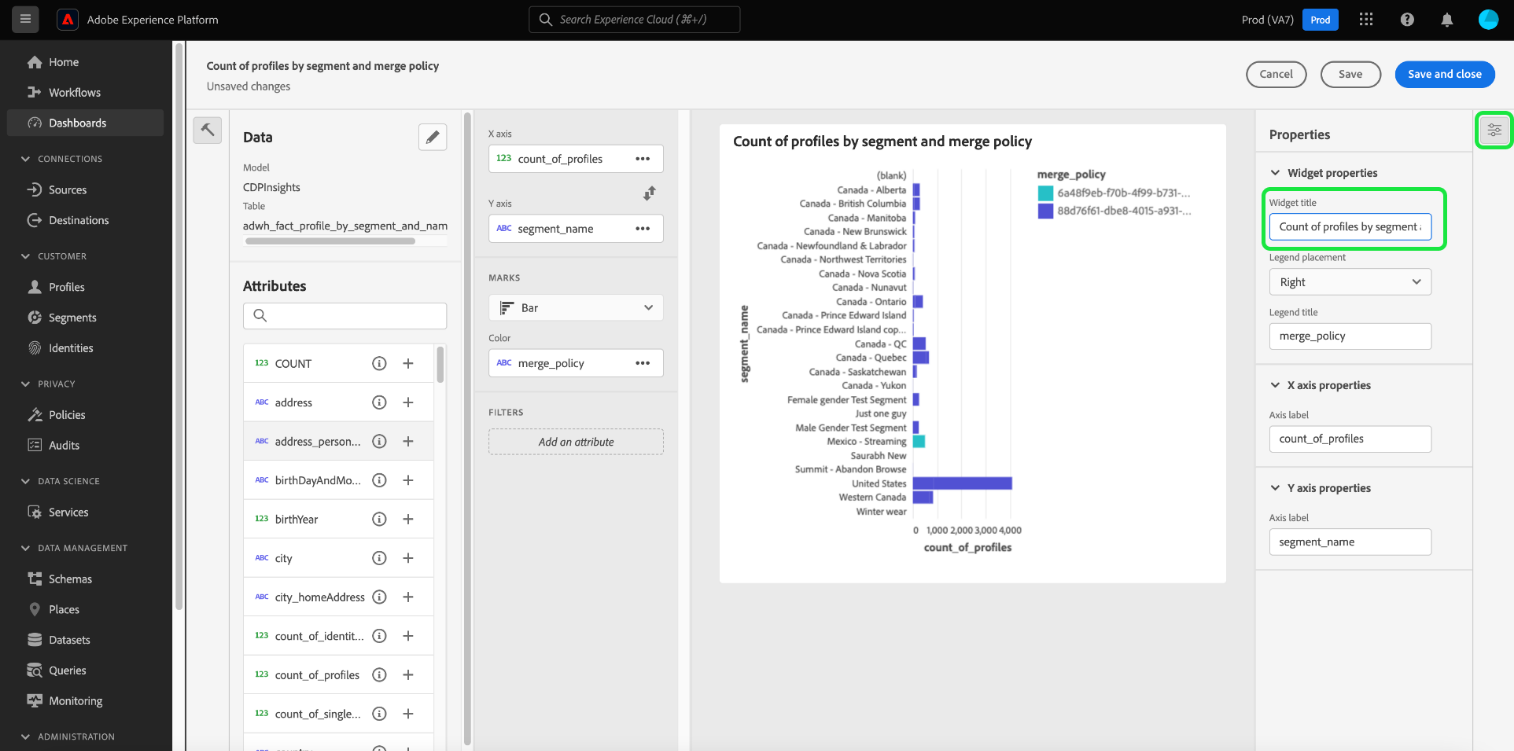 Adobe Experience Platform
Search Experience Cloud (⌘+/)
Prod (VA7)
Prod
Home
Workflows
Dashboards
CONNECTIONS
Sources
Destinations
CUSTOMER
Profiles
Segments
Identities
PRIVACY
Policies
Audits
DATA SCIENCE
Services
DATA MANAGEMENT
Schemas
Places
Datasets
Queries
Monitoring
ADMINISTRATION
Count of profiles by segment and merge policy
Unsaved changes
Cancel
Save
Save and close
Data
Model
CDPInsights
Table
adwh_fact_profile_by_segment_and_nam
Attributes
123 COUNT
ABC address
ABC address_person...
ABC birthDayAndMo...
123 birthYear
ABC city
ABC city_homeAddress
123 count_of_identit...
123 count_of_profiles
123 count_of_single...
X axis
123 count_of_profiles
Y axis
ABC segment_name
MARKS
Bar
Color
ABC merge_policy
FILTERS
Add an attribute
Count of profiles by segment and merge policy
segment_name
(blank)
Canada - Alberta
Canada - British Columbia
Canada - Manitoba
Canada - New Brunswick
Canada - Newfoundland & Labrador
Canada - Northwest Territories
Canada - Nova Scotia
Canada - Nunavut
Canada - Ontario
Canada - Prince Edward Island
Canada - Prince Edward Island cop...
Canada - QC
Canada - Quebec
Canada - Saskatchewan
Canada - Yukon
Female gender Test Segment
Just one guy
Male Gender Test Segment
Mexico - Streaming
Saurabh New
Summit - Abandon Browse
United States
Western Canada
Winter wear
0 1,000 2,000 3,000 4,000
count_of_profiles
merge_policy
6a48f9eb-f70b-4f99-b731-...
88d76f61-dbe8-4015-a931-...
Properties
Widget properties
Widget title
Count of profiles by segment
Legend placement
Right
Legend title
merge_policy
X axis properties
Axis label
count_of_profiles
Y axis properties
Axis label
segment_name